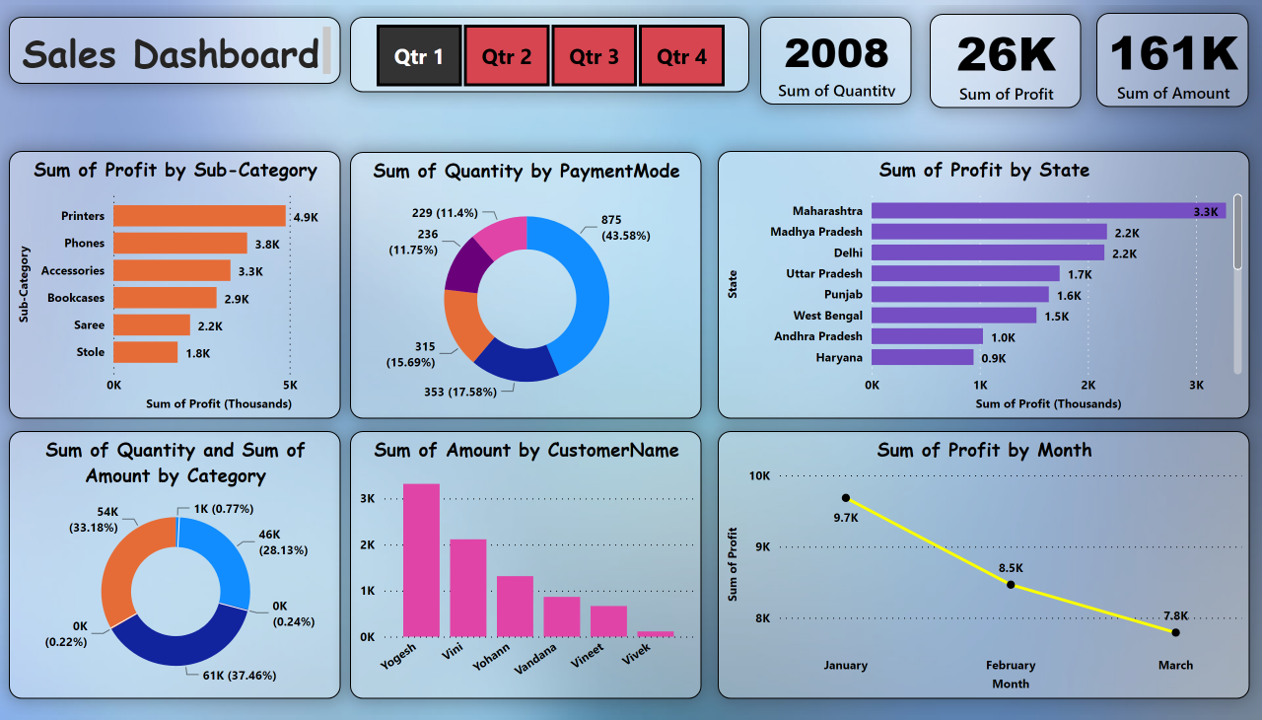 Sales Dashboard
Qtr 1
Qtr 2
Qtr 3
Qtr 4
2008
Sum of Quantity
26K
Sum of Profit
161K
Sum of Amount
Sum of Profit by Sub-Category
Sub-Category
Printers
4.9K
Phones
3.8K
Accessories
3.3K
Bookcases
2.9K
Saree
2.2K
Stole
1.8K
0K
5K
Sum of Profit (Thousands)
Sum of Quantity by PaymentMode
229 (11.4%)
875
(43.58%)
236
(11.75%)
315
(15.69%)
353 (17.58%)
Sum of Profit by State
State
Maharashtra
3.3K
Madhya Pradesh
2.2K
Delhi
2.2K
Uttar Pradesh
1.7K
Punjab
1.6K
West Bengal
1.5K
Andhra Pradesh
1.0K
Haryana
0.9K
0K
1K
2K
3K
Sum of Profit (Thousands)
Sum of Quantity and Sum of
Amount by Category
1K (0.77%)
54K
(33.18%)
46K
(28.13%)
0K
(0.24%)
0K
(0.22%)
61K (37.46%)
Sum of Amount by CustomerName
3K
2K
1K
0K
Yogesh
Vini
Yohann
Vandana
Vineet
Vivek
Sum of Profit by Month
Sum of Profit
10K
9K
8K
9.7K
8.5K
7.8K
January
February
March
Month